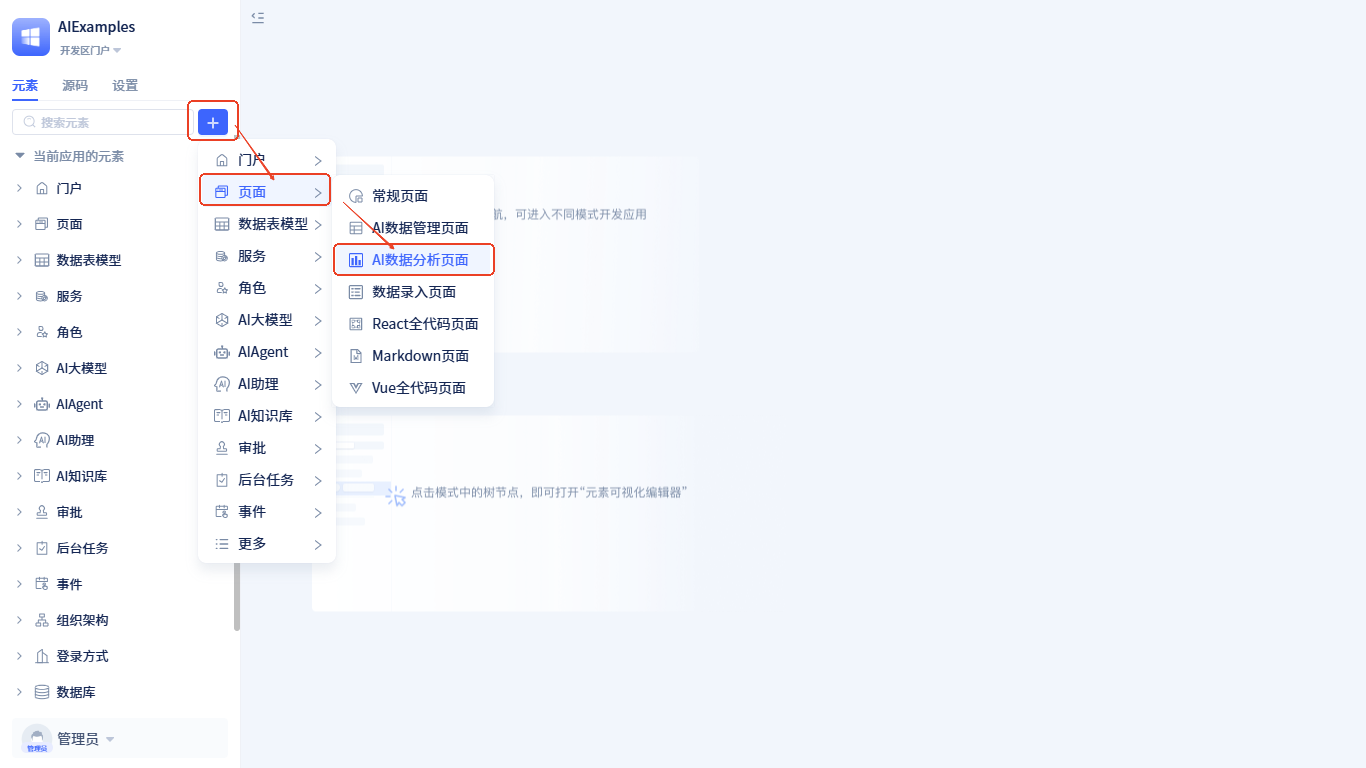 AIExamples
开发区门户
元素 源码 设置
搜索元素
当前应用的元素
门户
页面
数据表模型
服务
角色
AI大模型
AIAgent
AI助理
AI知识库
审批
后台任务
事件
组织架构
登录方式
数据库
管理员
管理员
门户
页面
数据表模型
服务
角色
AI大模型
AIAgent
AI助理
AI知识库
审批
后台任务
事件
更多
常规页面
AI数据管理页面
AI数据分析页面
数据录入页面
React全代码页面
Markdown页面
Vue全代码页面
航，可进入不同模式开发应用
点击模式中的树节点，即可打开“元素可视化编辑器”